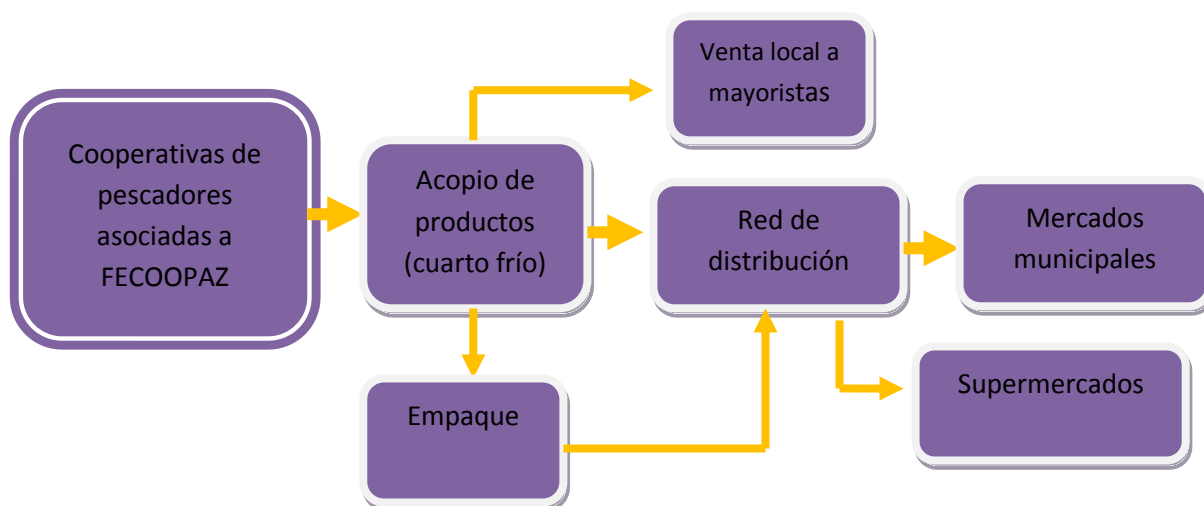 Cooperativas de
pescadores
asociadas a
FECOOPAZ
Acopio de
productos
(cuarto frío)
Venta local a
mayoristas
Red de
distribución
Mercados
municipales
Empaque
Supermercados